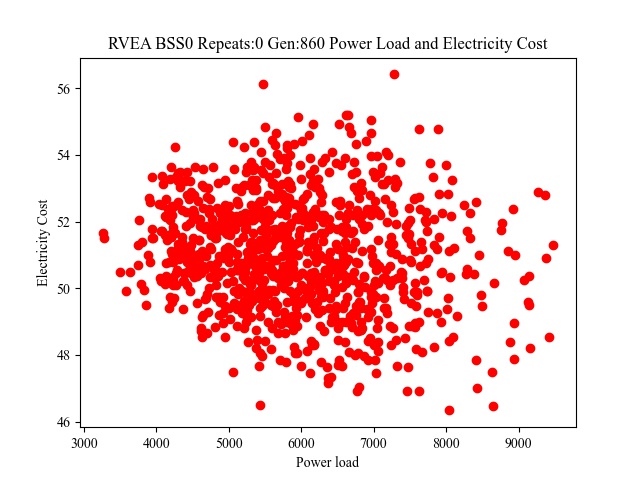 RVEA BSS0 Repeats:0 Gen:860 Power Load and Electricity Cost
56
54
52
50
48
46
Electricity Cost
3000 4000 5000 6000 7000 8000 9000
Power load